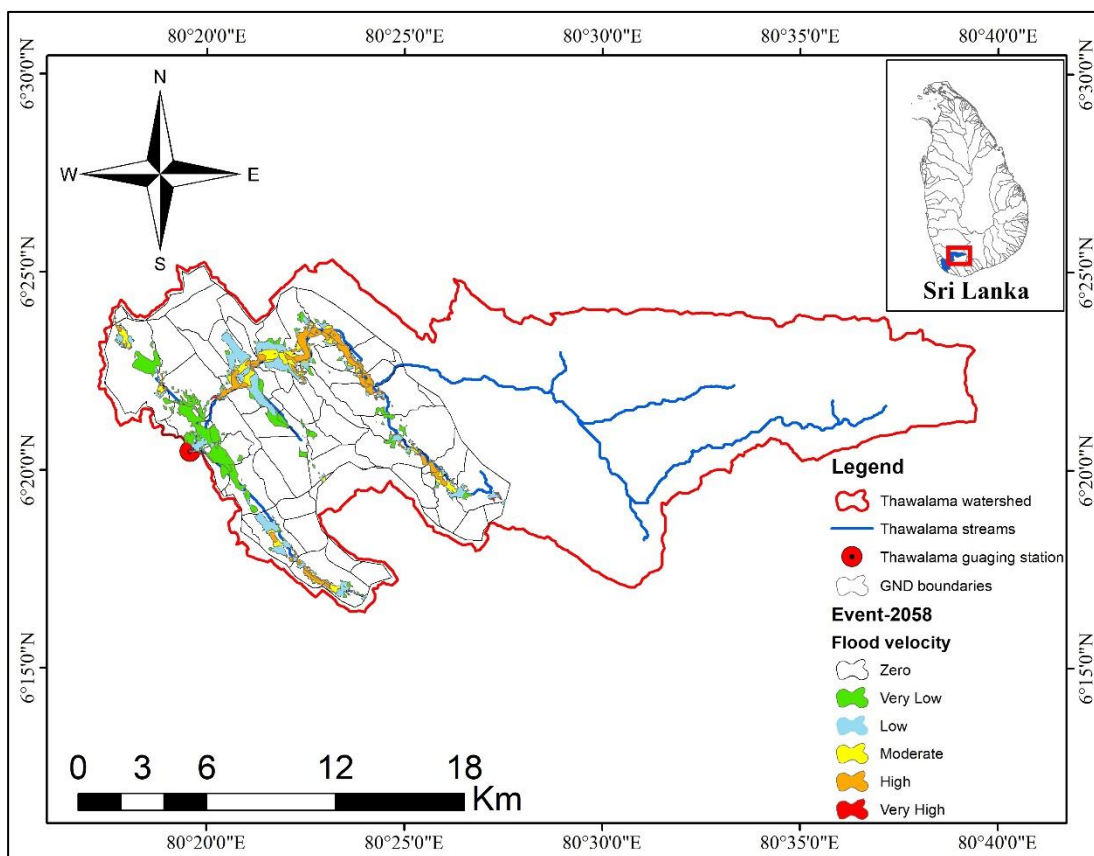 80°20'0"E 80°25'0"E 80°30'0"E 80°35'0"E 80°40'0"E
6°30'0"N
6°30'0"N
N
W E
S
Sri Lanka
6°25'0"N
6°25'0"N
6°20'0"N
6°20'0"N
6°15'0"N
6°15'0"N
Legend
Thawalama watershed
Thawalama streams
Thawalama guaging station
GND boundaries
Event-2058
Flood velocity
Zero
Very Low
Low
Moderate
High
Very High
0 3 6 12 18
Km
80°20'0"E 80°25'0"E 80°30'0"E 80°35'0"E 80°40'0"E